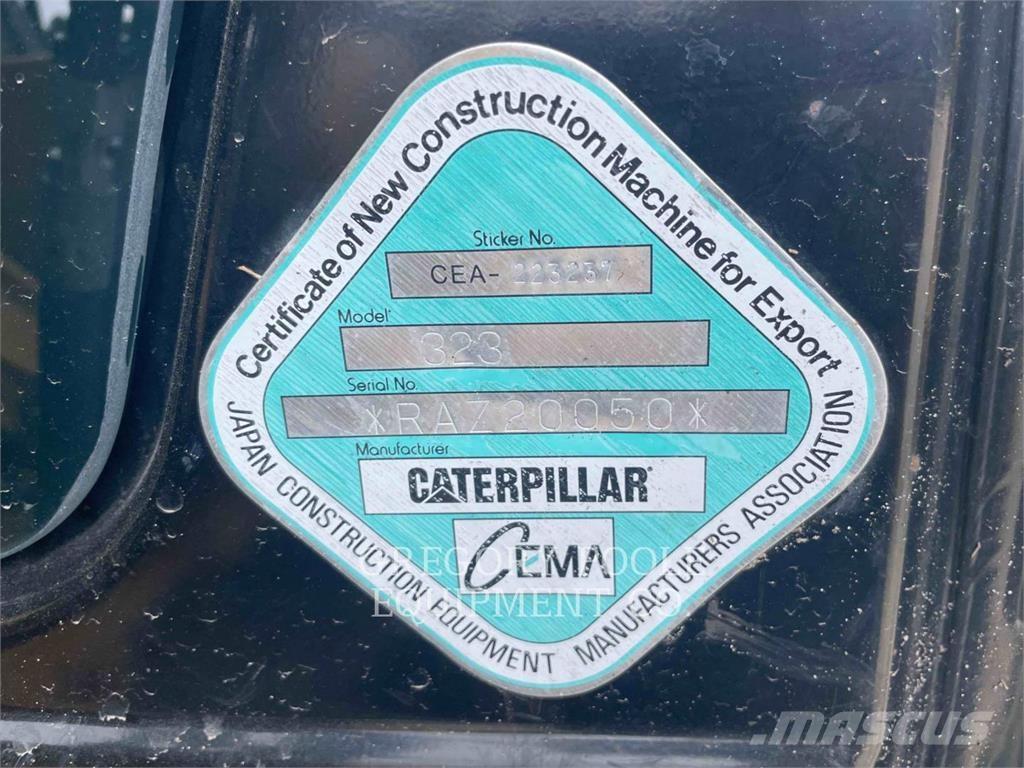 Certificate of New Construction Machine for Export
Sticker No.
CEA-223237
Model
323
Serial No.
*RAZ20050*
Manufacturer
CATERPILLAR
CEMA
JAPAN CONSTRUCTION EQUIPMENT MANUFACTURERS ASSOCIATION
EQUIPMENT
MASCUS